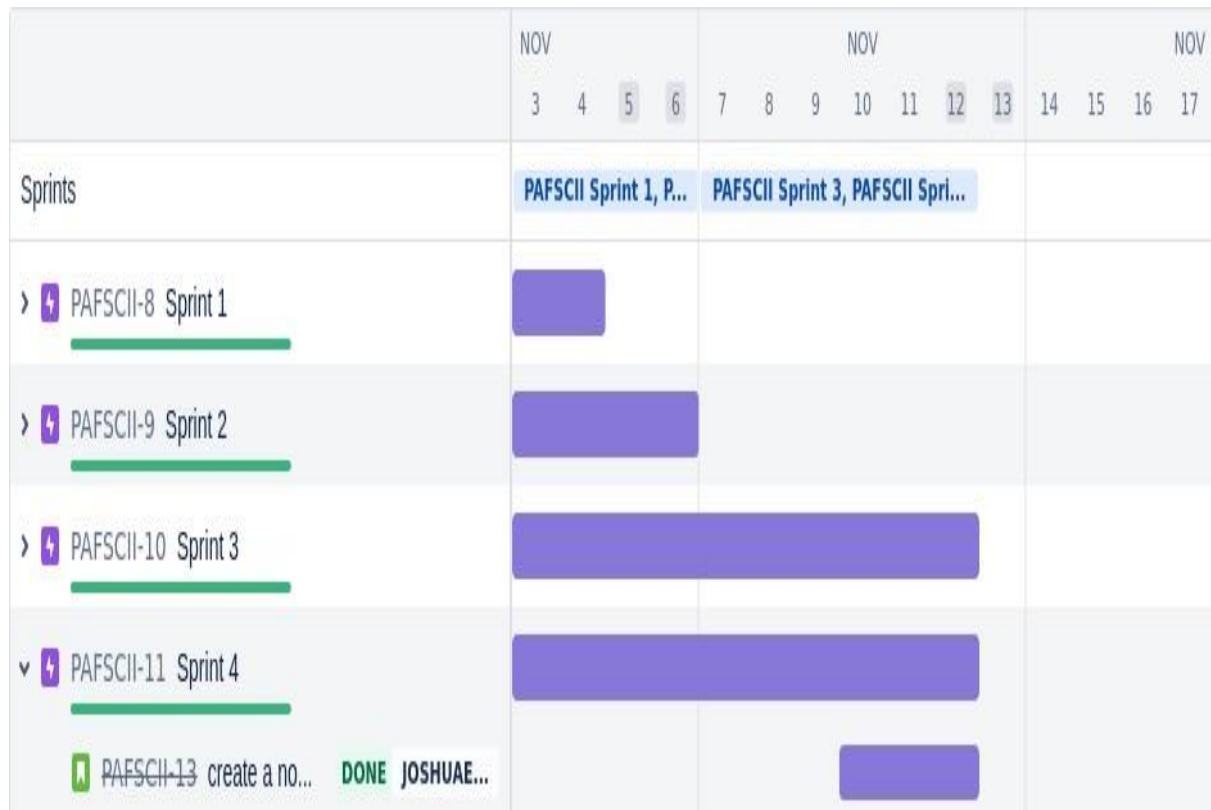 NOV NOV NOV
3 4 5 6 7 8 9 10 11 12 13 14 15 16 17
Sprints PAFSCII Sprint 1, P... PAFSCII Sprint 3, PAFSCII Spri...
PAFSCII-8 Sprint 1
PAFSCII-9 Sprint 2
PAFSCII-10 Sprint 3
PAFSCII-11 Sprint 4
PAFSCII-13 create a no... DONE JOSHUAE...